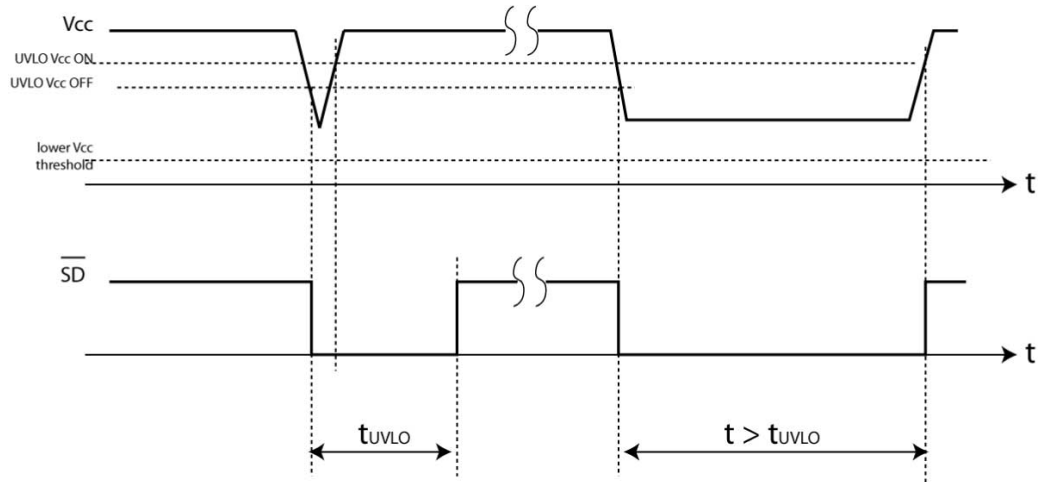 Vcc
UVLO Vcc ON
UVLO Vcc OFF
lower Vcc
threshold
t
SD
t
tUVLO
t > tUVLO